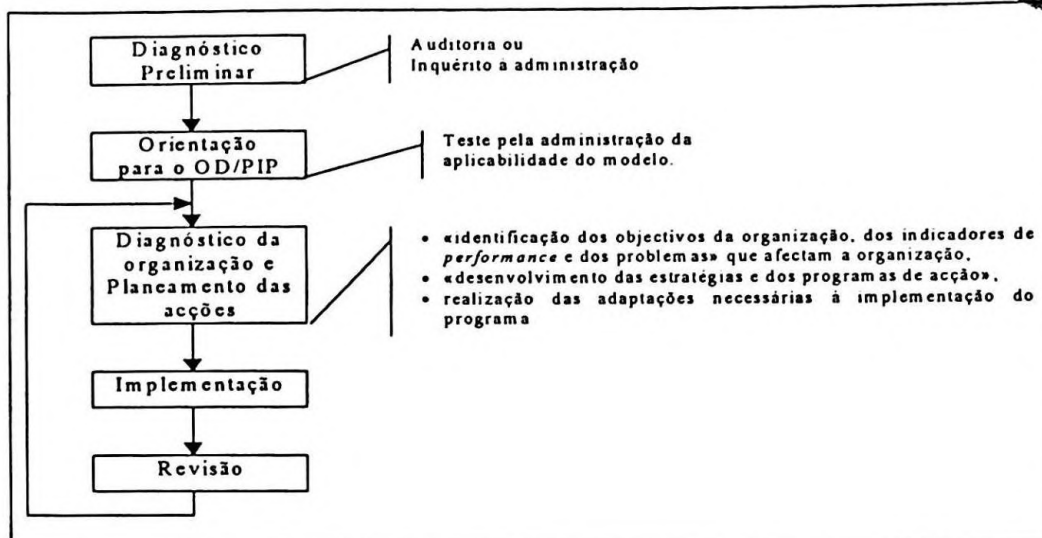 Diagnóstico
Preliminar
Auditoria ou
Inquérito à administração
Orientação
para o OD/PIP
Teste pela administração da
aplicabilidade do modelo.
Diagnóstico da
organização e
Planeamento das
acções
• «identificação dos objectivos da organização, dos indicadores de
performance e dos problemas» que afectam a organização,
• «desenvolvimento das estratégias e dos programas de acção»,
• realização das adaptações necessárias à implementação do
programa
Implementação
Revisão